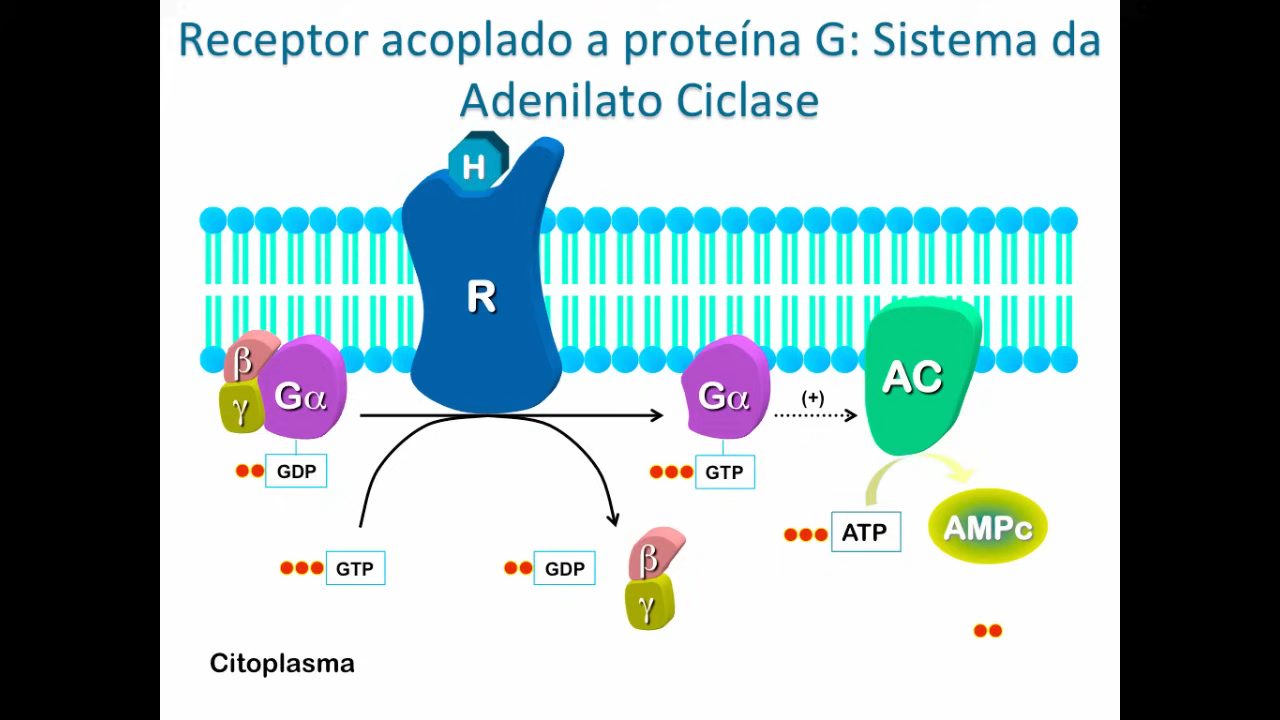 Receptor acoplado a proteína G: Sistema da
Adenilato Ciclase
H
R
β
γ
Gα
GDP
Gα
GTP
(+)
AC
ATP
AMPc
GTP
GDP
β
γ
Citoplasma